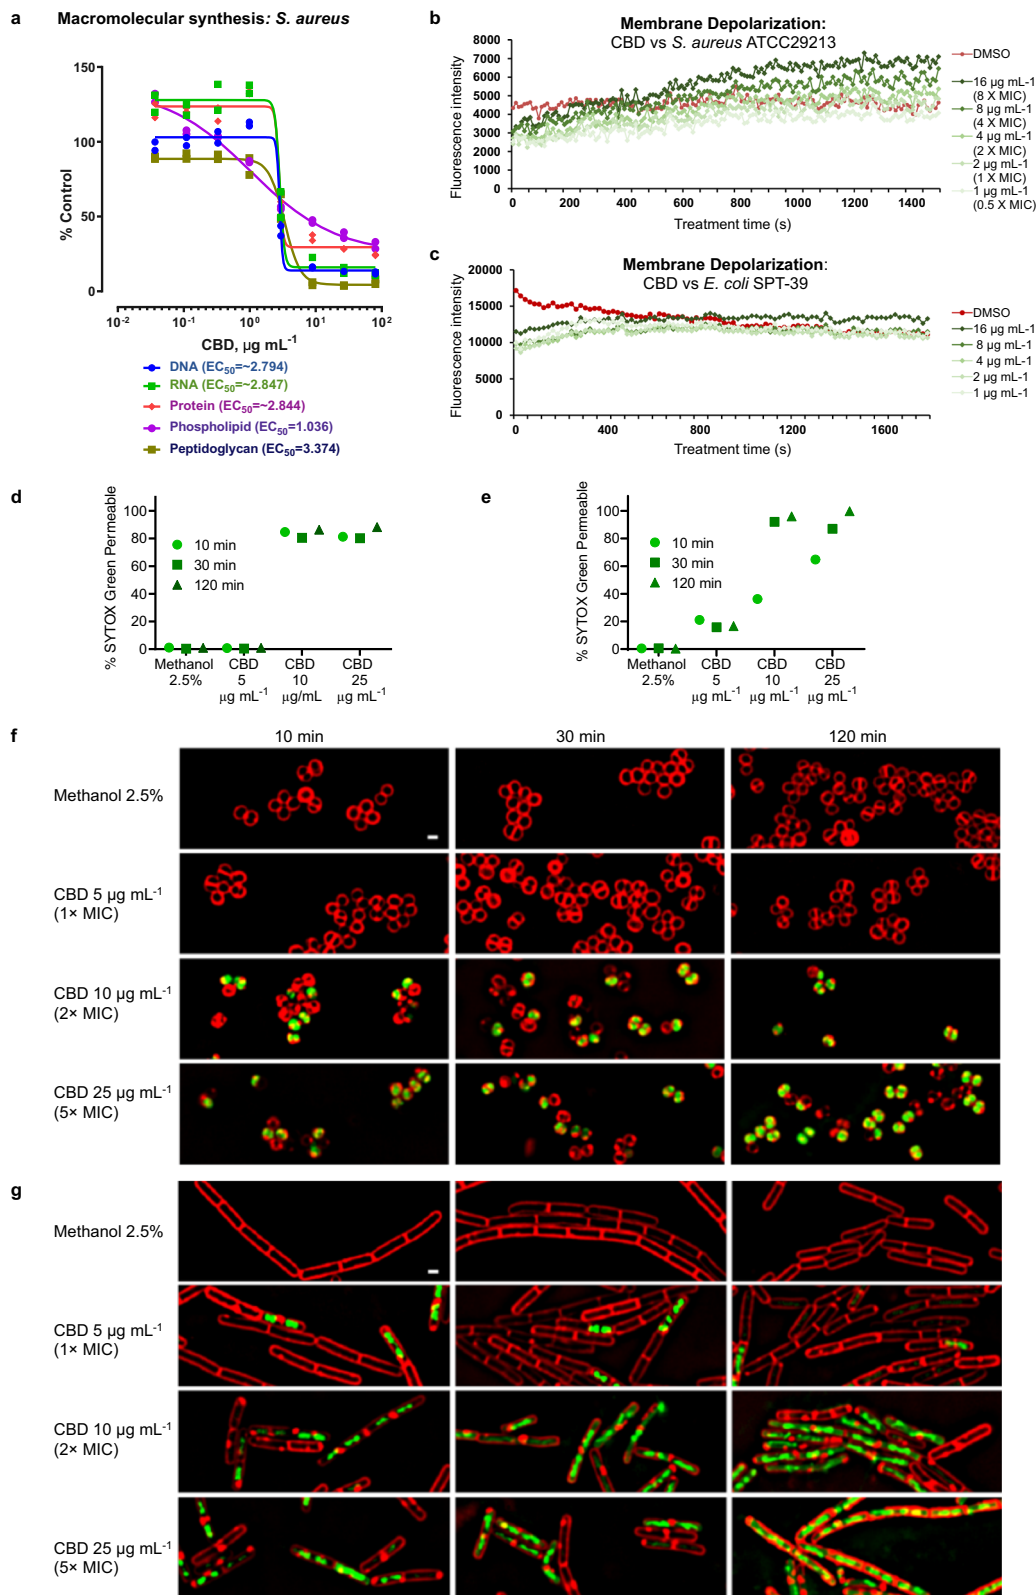 a
Macromolecular synthesis: S. aureus
150
100
50
0
% Control
10-2
10-1
100
101
102
CBD, µg mL-1
DNA (EC50=~2.794)
RNA (EC50=~2.847)
Protein (EC50=~2.844)
Phospholipid (EC50=1.036)
Peptidoglycan (EC50=3.374)
b
Membrane Depolarization:
CBD vs S. aureus ATCC29213
Fluorescence intensity
8000
7000
6000
5000
4000
3000
2000
1000
0
0
200
400
600
800
1000
1200
1400
Treatment time (s)
DMSO
16 µg mL-1
(8 X MIC)
8 µg mL-1
(4 X MIC)
4 µg mL-1
(2 X MIC)
2 µg mL-1
(1 X MIC)
1 µg mL-1
(0.5 X MIC)
c
Membrane Depolarization:
CBD vs E. coli SPT-39
Fluorescence intensity
20000
15000
10000
5000
0
0
400
800
1200
1600
Treatment time (s)
DMSO
16 µg mL-1
8 µg mL-1
4 µg mL-1
2 µg mL-1
1 µg mL-1
d
% SYTOX Green Permeable
100
80
60
40
20
0
10 min
30 min
120 min
Methanol
2.5%
CBD
5
µg mL-1
CBD
10
µg/mL
CBD
25
µg mL-1
e
% SYTOX Green Permeable
100
80
60
40
20
0
10 min
30 min
120 min
Methanol
2.5%
CBD
5
µg mL-1
CBD
10
µg mL-1
CBD
25
µg mL-1
f
10 min
30 min
120 min
Methanol 2.5%
CBD 5 µg mL-1
(1× MIC)
CBD 10 µg mL-1
(2× MIC)
CBD 25 µg mL-1
(5× MIC)
g
Methanol 2.5%
CBD 5 µg mL-1
(1× MIC)
CBD 10 µg mL-1
(2× MIC)
CBD 25 µg mL-1
(5× MIC)